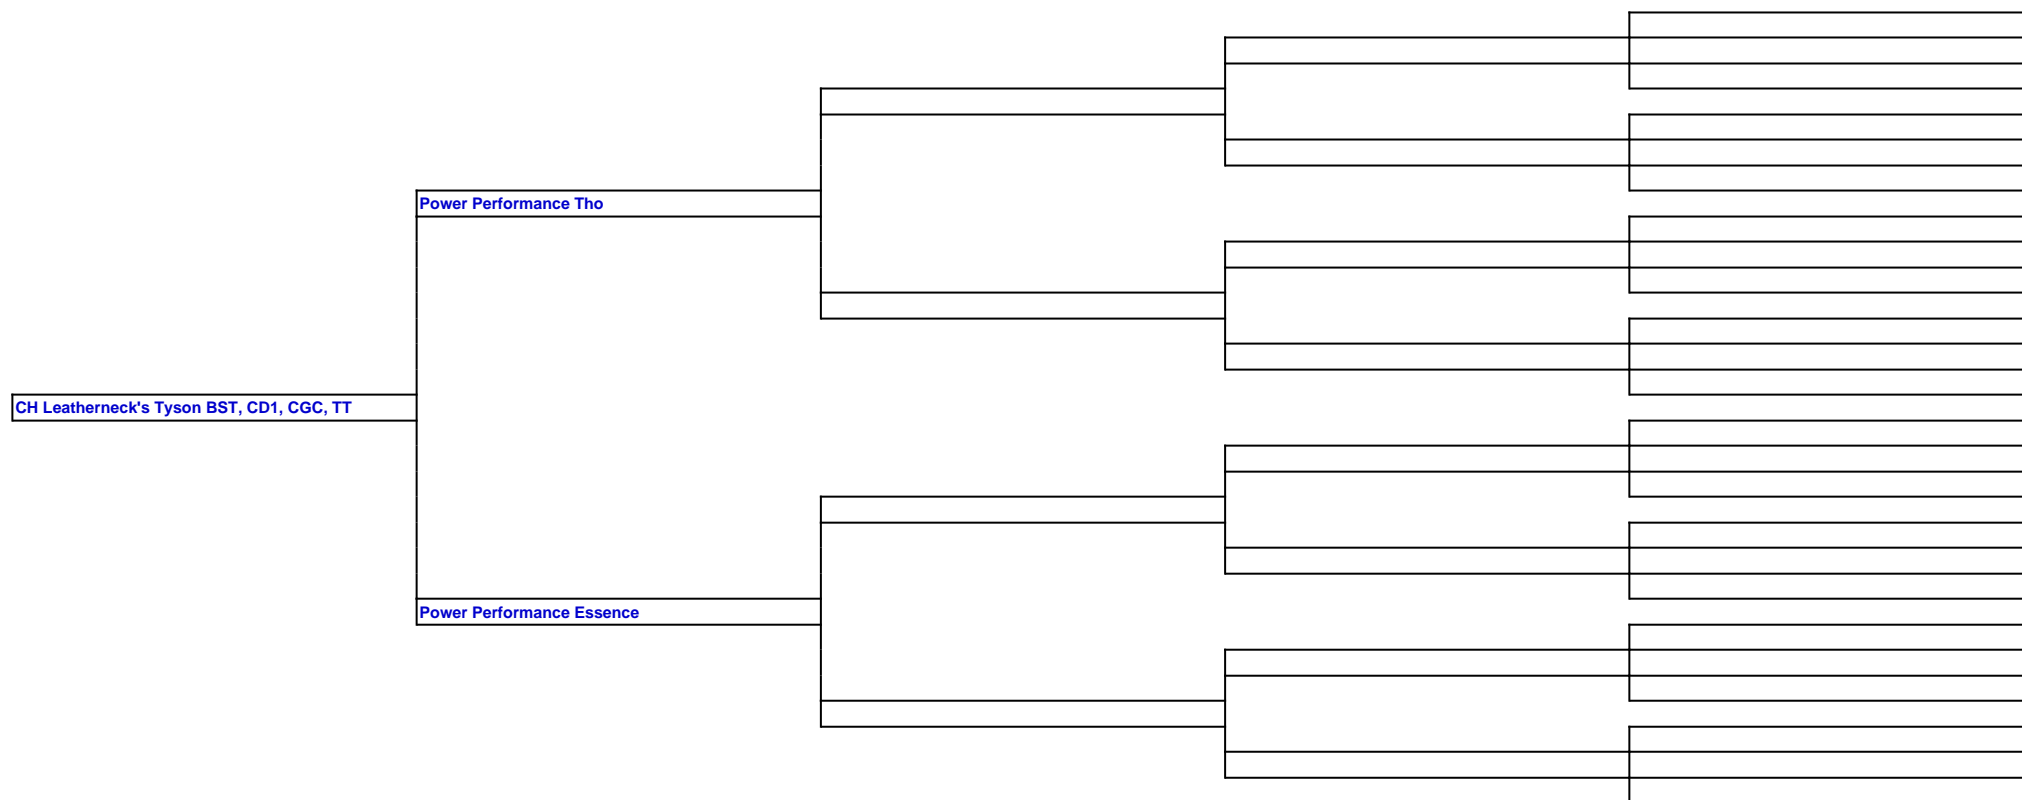 Power Performance Tho
CH Leatherneck's Tyson BST, CD1, CGC, TT
Power Performance Essence